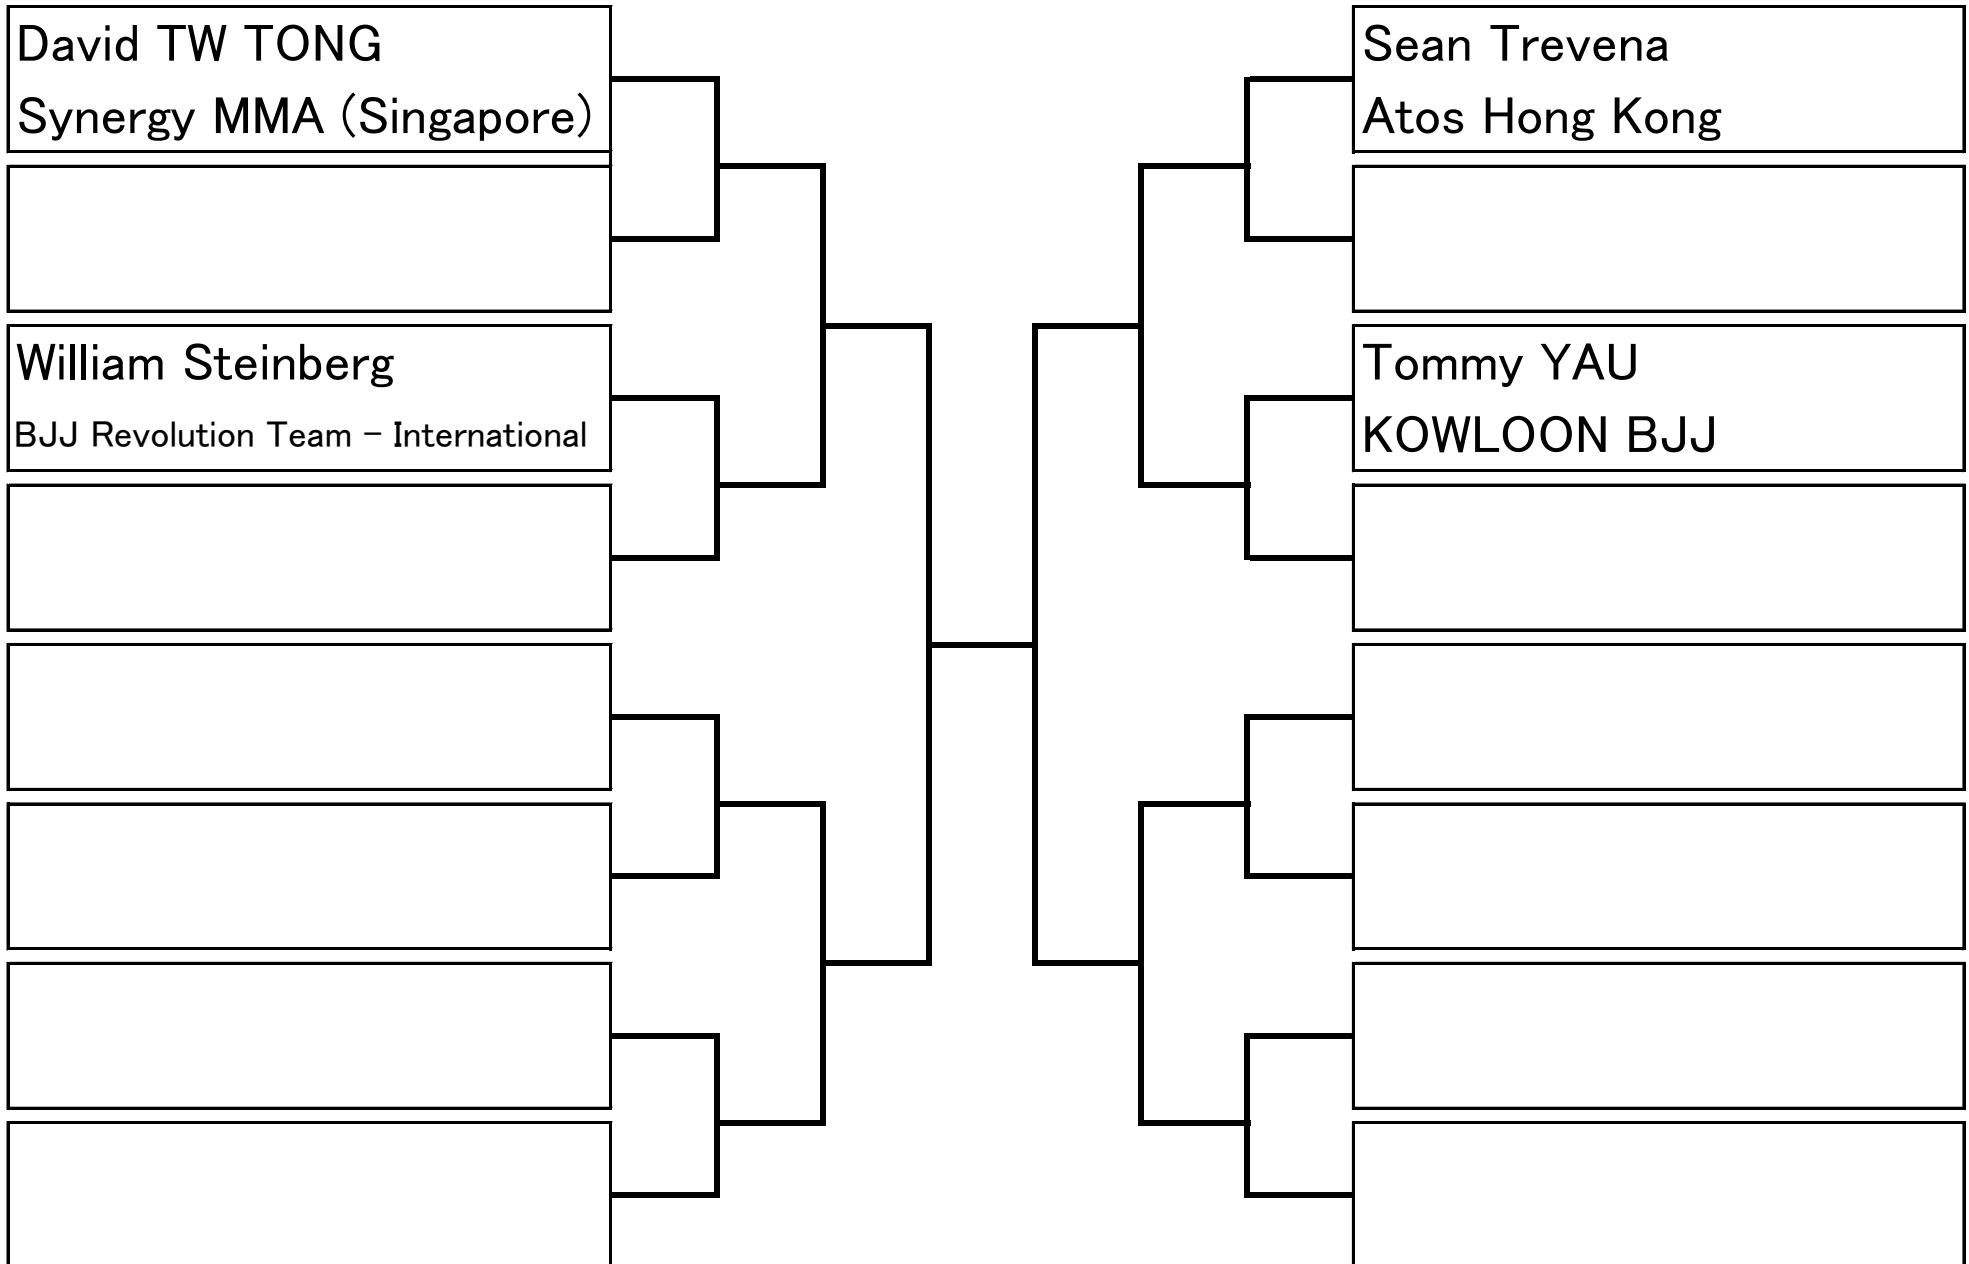 David TW TONG
Synergy MMA (Singapore)
William Steinberg
BJJ Revolution Team - International
Sean Trevena
Atos Hong Kong
Tommy YAU
KOWLOON BJJ